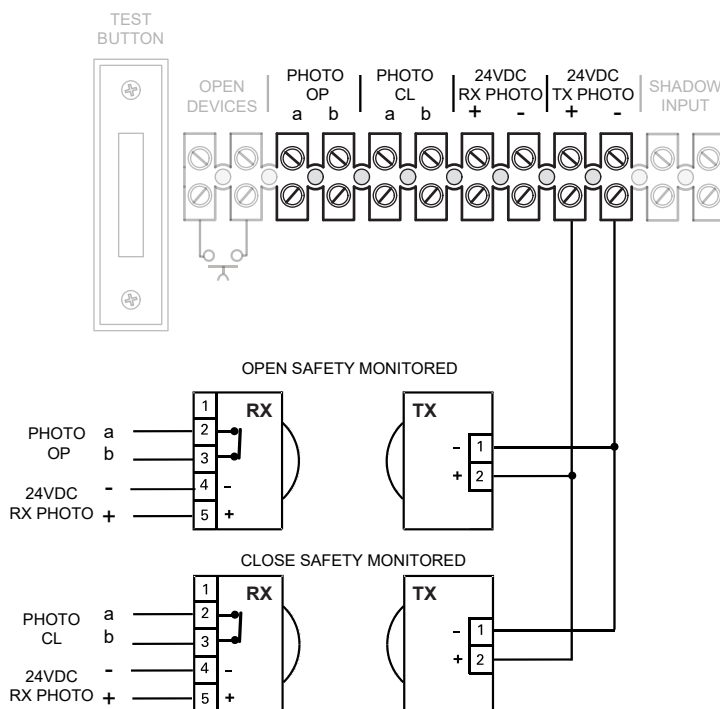 TEST
BUTTON
OPEN
DEVICES
PHOTO
OP
a b
PHOTO
CL
a b
24VDC
RX PHOTO
+ -
24VDC
TX PHOTO
+ -
SHADOW
INPUT
OPEN SAFETY MONITORED
PHOTO
OP
a
b
24VDC
RX PHOTO
-
+
1
2
3
4 -
5 +
RX
TX
- 1
+ 2
CLOSE SAFETY MONITORED
PHOTO
CL
a
b
24VDC
RX PHOTO
-
+
1
2
3
4 -
5 +
RX
TX
- 1
+ 2